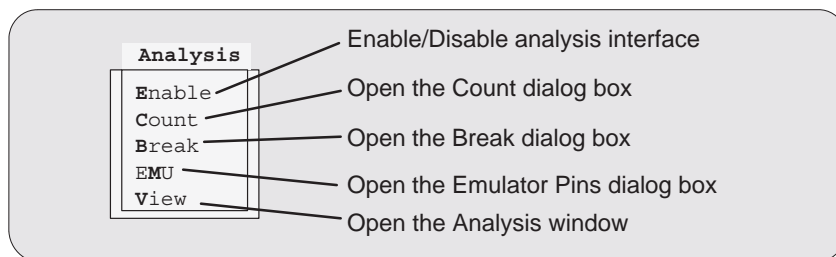 Analysis
Enable
Count
Break
EMU
View
Enable/Disable analysis interface
Open the Count dialog box
Open the Break dialog box
Open the Emulator Pins dialog box
Open the Analysis window